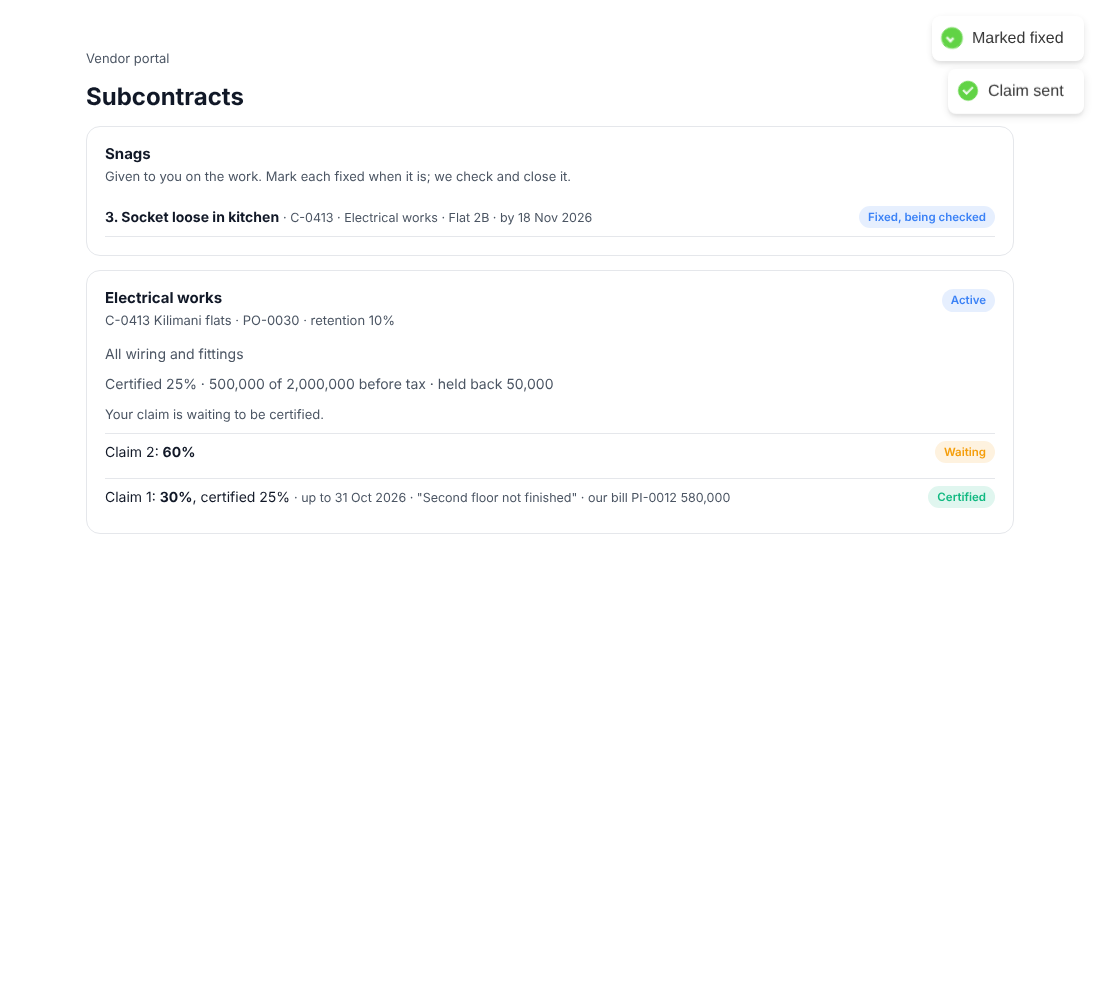 Marked fixed
Claim sent
Vendor portal
Subcontracts
Snags
Given to you on the work. Mark each fixed when it is; we check and close it.
3. Socket loose in kitchen · C-0413 · Electrical works · Flat 2B · by 18 Nov 2026
Fixed, being checked
Electrical works
Active
C-0413 Kilimani flats · PO-0030 · retention 10%
All wiring and fittings
Certified 25% · 500,000 of 2,000,000 before tax · held back 50,000
Your claim is waiting to be certified.
Claim 2: 60%
Waiting
Claim 1: 30%, certified 25% · up to 31 Oct 2026 · "Second floor not finished" · our bill PI-0012 580,000
Certified